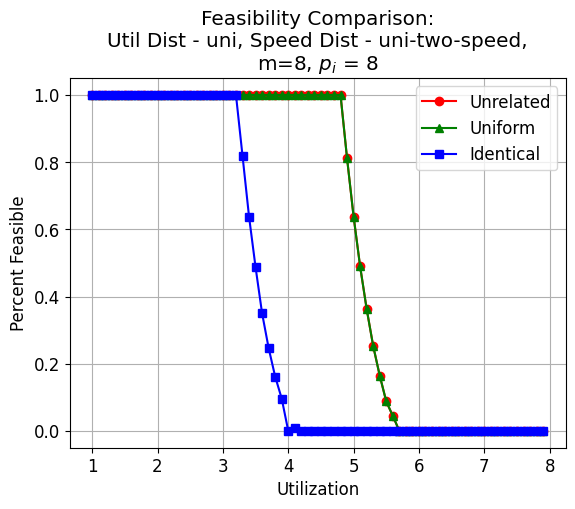 Feasibility Comparison:
Util Dist - uni, Speed Dist - uni-two-speed,
m=8, $p_i$ = 8
Unrelated
Uniform
Identical
Percent Feasible
1.0
0.8
0.6
0.4
0.2
0.0
1 2 3 4 5 6 7 8
Utilization